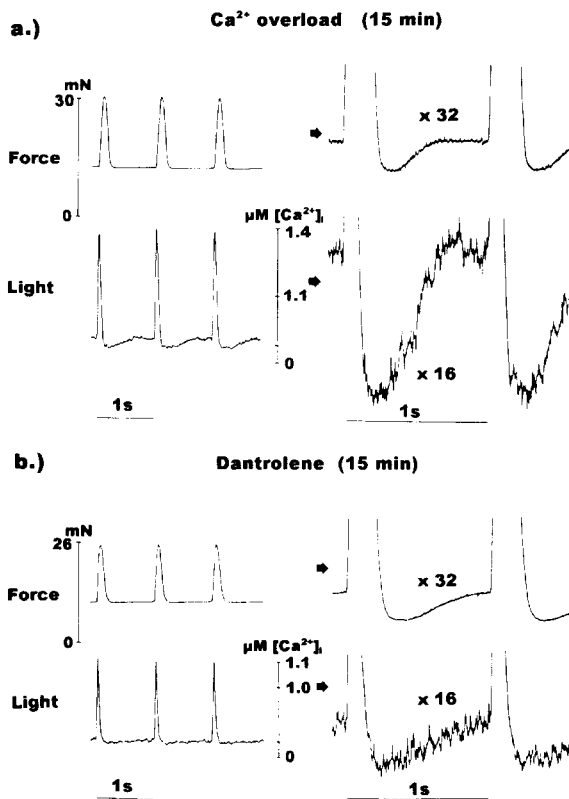 a.) Ca²⁺ overload (15 min)
mN
30
x 32
Force
0
µM [Ca²⁺]ᵢ
1.4
Light
1.1
0
x 16
1s
1s
b.) Dantrolene (15 min)
mN
26
x 32
Force
0
µM [Ca²⁺]ᵢ
1.1
Light
1.0
x 16
0
1s
1s